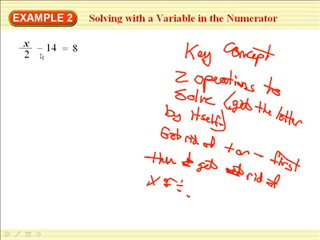 EXAMPLE 2 Solving with a Variable in the Numerator
x/2 – 14 = 8
Key Concept
2 operations to
solve (get the letter
by itself)
Get rid of + or – first
then get rid of
x or ÷.